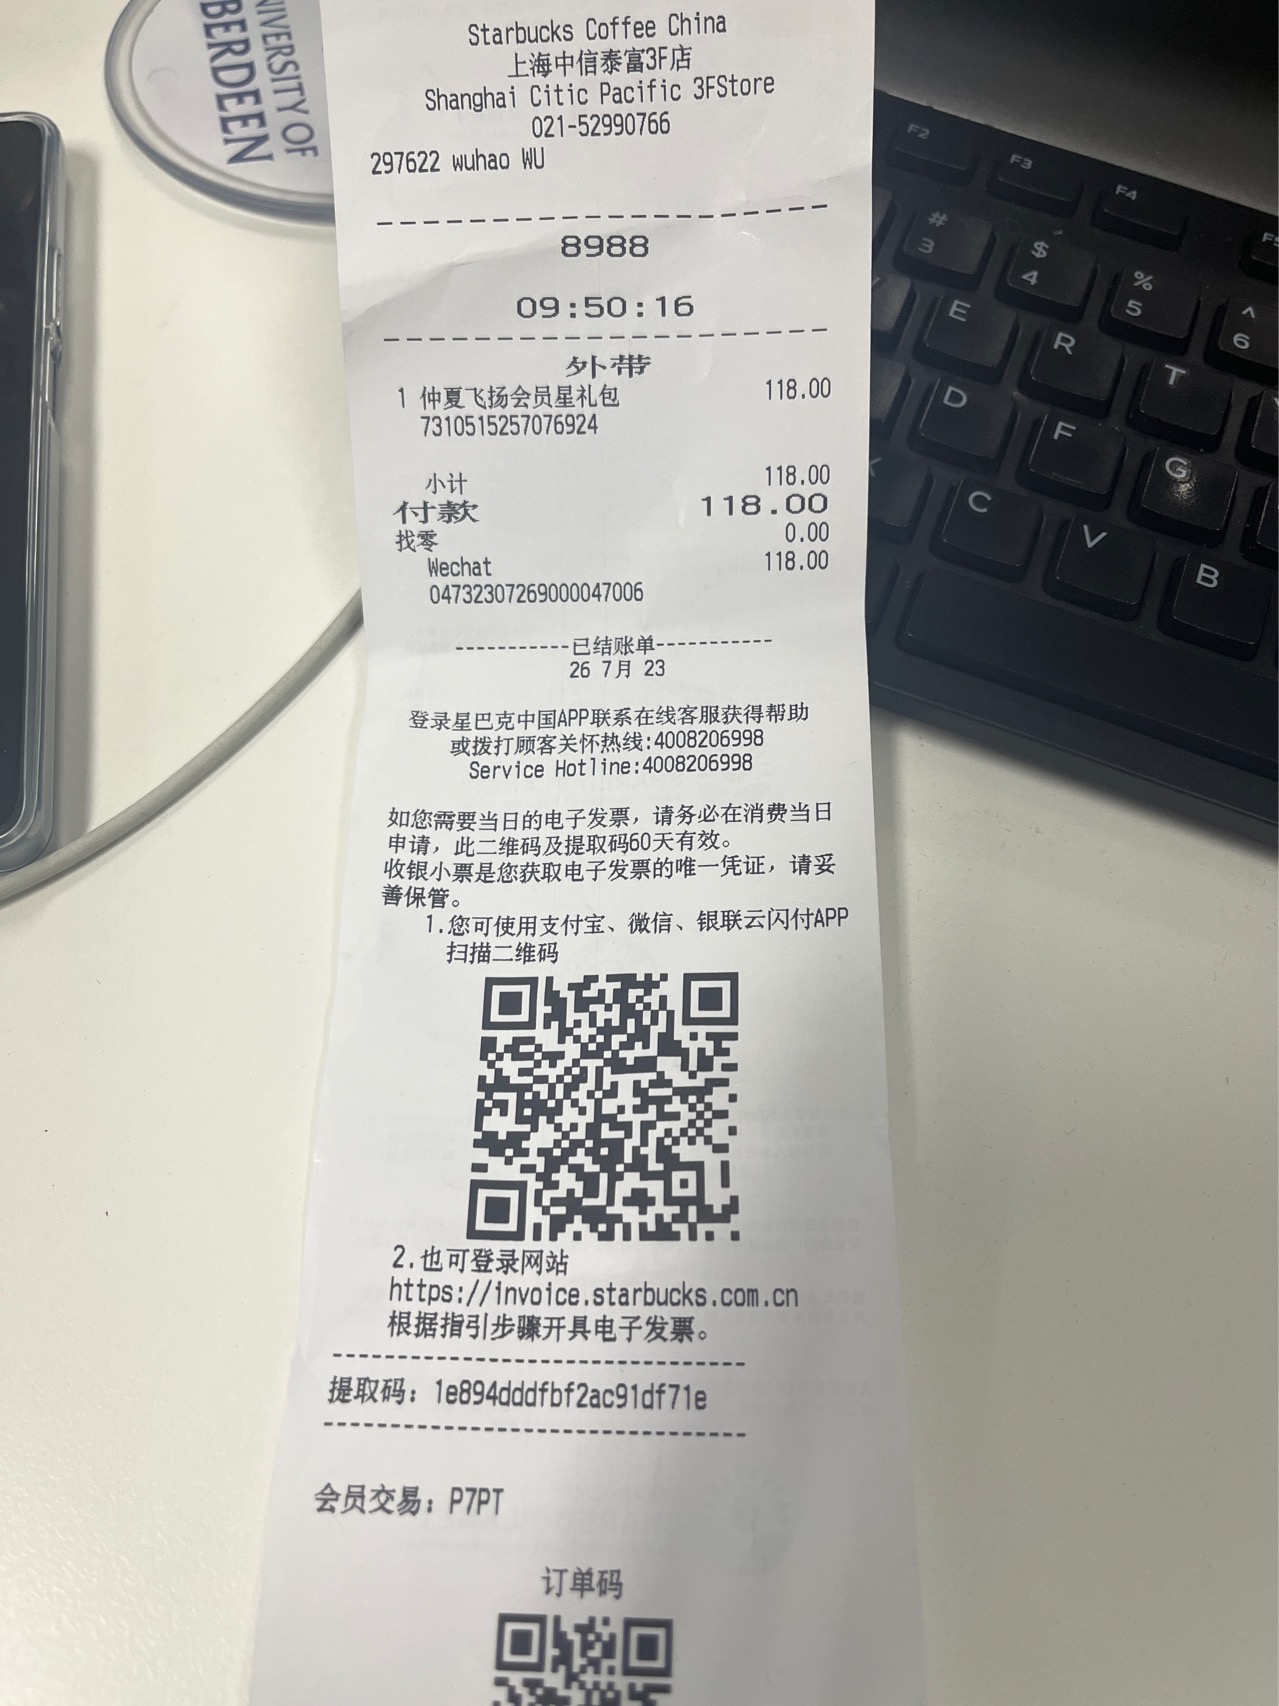 UNIVERSITY OF
ABERDEEN
Starbucks Coffee China
上海中信泰富3F店
Shanghai Citic Pacific 3FStore
021-52990766
297622 wuhao WU
8988
09:50:16
外带
1 仲夏飞扬会员星礼包 118.00
7310515257076924
小计 118.00
付款 118.00
找零 0.00
Wechat 118.00
04732307269000047006
-----------已结账单-----------
26 7月 23
登录星巴克中国APP联系在线客服获得帮助
或拨打顾客关怀热线:4008206998
Service Hotline:4008206998
如您需要当日的电子发票，请务必在消费当日
申请，此二维码及提取码60天有效。
收银小票是您获取电子发票的唯一凭证，请妥
善保管。
1.您可使用支付宝、微信、银联云闪付APP
扫描二维码
2.也可登录网站
https://invoice.starbucks.com.cn
根据指引步骤开具电子发票。
提取码：1e894dddfbf2ac91df71e
会员交易：P7PT
订单码
F2
F3
F4
# 3
$ 4
% 5
^ 6
E
R
T
D
F
G
C
V
B